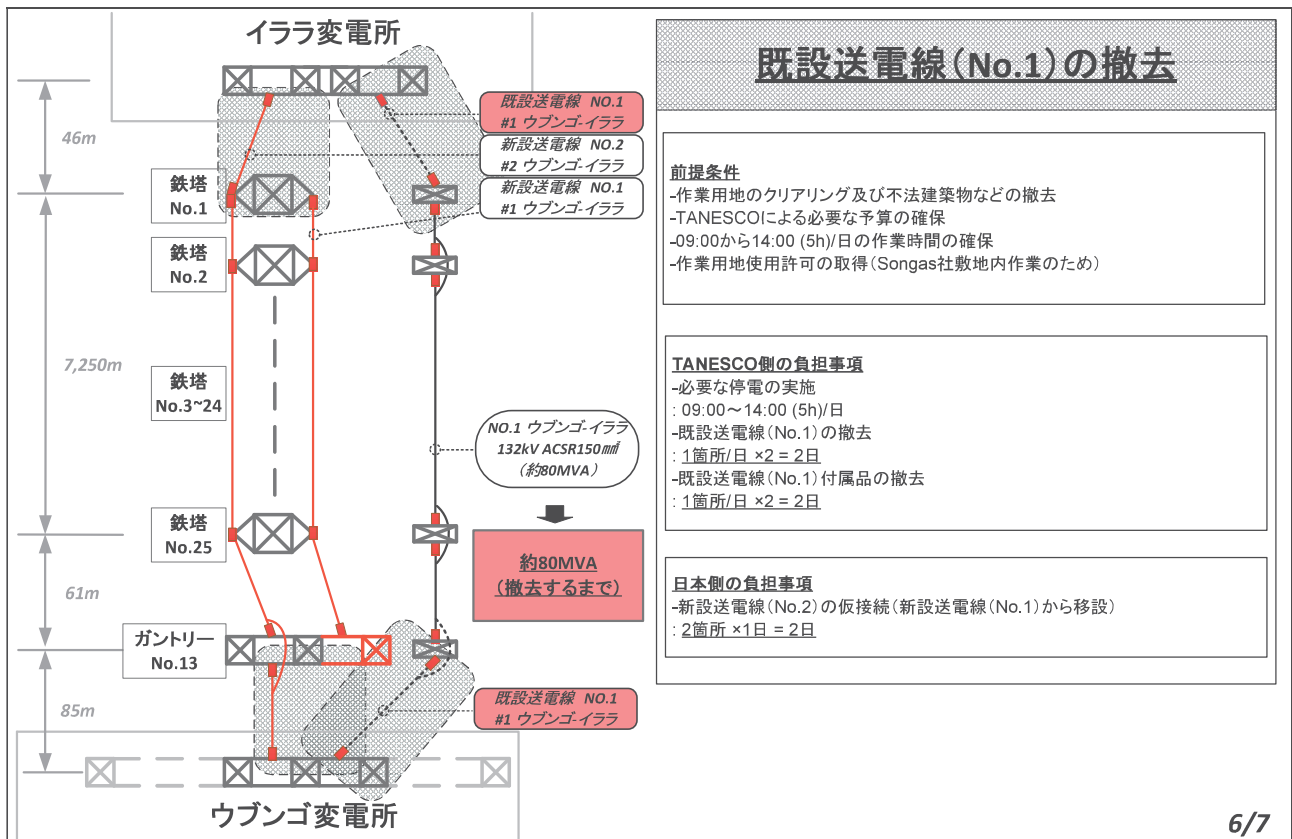 イララ変電所
46m
7,250m
61m
85m
鉄塔
No.1
鉄塔
No.2
鉄塔
No.3~24
鉄塔
No.25
ガントリー
No.13
既設送電線 NO.1
#1 ウブンゴ-イララ
新設送電線 NO.2
#2 ウブンゴ-イララ
新設送電線 NO.1
#1 ウブンゴ-イララ
NO.1 ウブンゴ-イララ
132kV ACSR150㎟
(約80MVA)
約80MVA
(撤去するまで)
既設送電線 NO.1
#1 ウブンゴ-イララ
ウブンゴ変電所
既設送電線(No.1)の撤去
前提条件
-作業用地のクリアリング及び不法建築物などの撤去
-TANESCOによる必要な予算の確保
-09:00から14:00 (5h)/日の作業時間の確保
-作業用地使用許可の取得(Songas社敷地内作業のため)
TANESCO側の負担事項
-必要な停電の実施
: 09:00～14:00 (5h)/日
-既設送電線(No.1)の撤去
: 1箇所/日 ×2 = 2日
-既設送電線(No.1)付属品の撤去
: 1箇所/日 ×2 = 2日
日本側の負担事項
-新設送電線(No.2)の仮接続(新設送電線(No.1)から移設)
: 2箇所 ×1日 = 2日
6/7